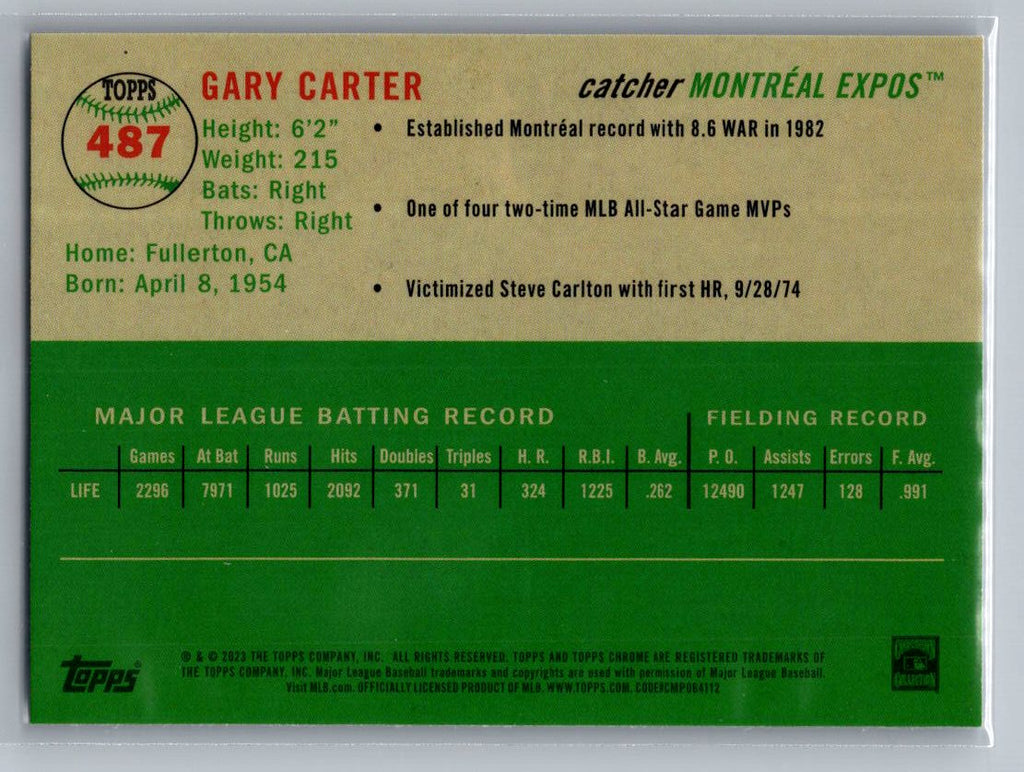 TOPPS
487
GARY CARTER
catcher MONTRÉAL EXPOS™
Height: 6'2"
Weight: 215
Bats: Right
Throws: Right
Home: Fullerton, CA
Born: April 8, 1954
• Established Montréal record with 8.6 WAR in 1982
• One of four two-time MLB All-Star Game MVPs
• Victimized Steve Carlton with first HR, 9/28/74
MAJOR LEAGUE BATTING RECORD
FIELDING RECORD
Games At Bat Runs Hits Doubles Triples H. R. R.B.I. B. Avg. P. O. Assists Errors F. Avg.
LIFE 2296 7971 1025 2092 371 31 324 1225 .262 12490 1247 128 .991
topps
® & © 2023 THE TOPPS COMPANY, INC. ALL RIGHTS RESERVED. TOPPS AND TOPPS CHROME ARE REGISTERED TRADEMARKS OF
THE TOPPS COMPANY, INC. Major League Baseball trademarks and copyrights are used with permission of Major League Baseball.
Visit MLB.com. OFFICIALLY LICENSED PRODUCT OF MLB. WWW.TOPPS.COM. CODE#CMP064112